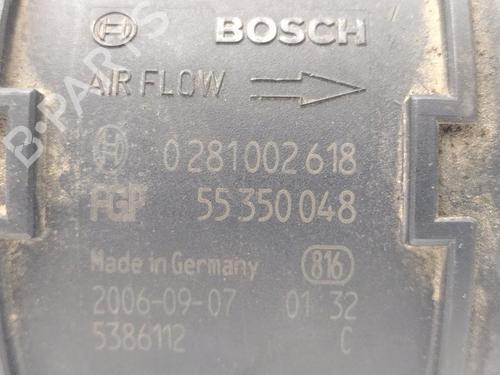 BOSCH
AIR FLOW
0 281 002 618
FGP 55 350 048
Made in Germany 816
2006-09-07 01 32
5386112 C
B-PARTS